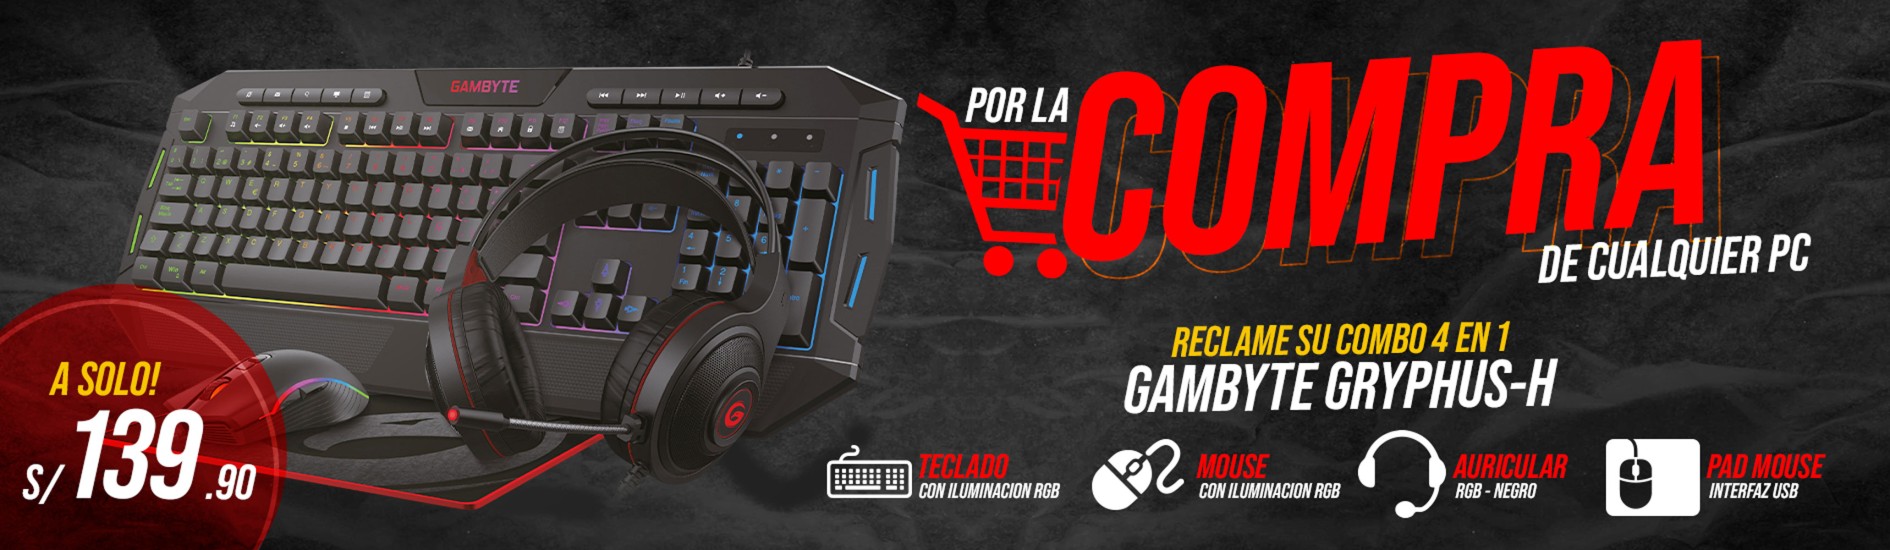 GAMBYTE
POR LA
COMPRA
DE CUALQUIER PC
RECLAME SU COMBO 4 EN 1
GAMBYTE GRYPHUS-H
A SOLO!
S/ 139.90
TECLADO
CON ILUMINACION RGB
MOUSE
CON ILUMINACION RGB
AURICULAR
RGB - NEGRO
PAD MOUSE
INTERFAZ USB